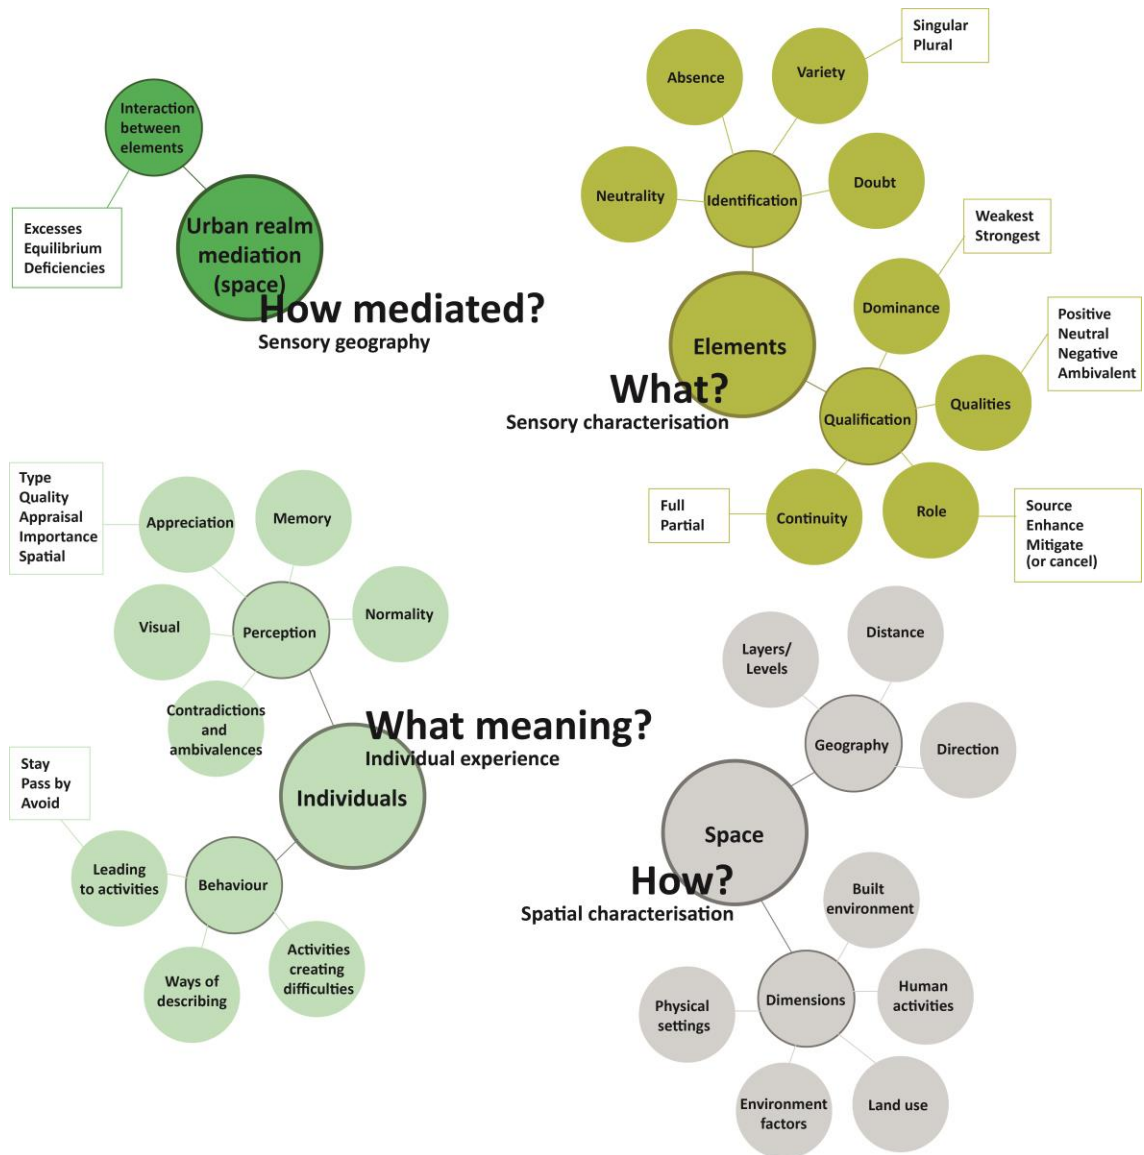 Interaction
between
elements
Excesses
Equilibrium
Deficiencies
Urban realm
mediation
(space)
How mediated?
Sensory geography
Singular
Plural
Absence
Variety
Neutrality
Identification
Doubt
Weakest
Strongest
Dominance
Elements
Positive
Neutral
Negative
Ambivalent
What?
Sensory characterisation
Qualification
Qualities
Full
Partial
Continuity
Role
Source
Enhance
Mitigate
(or cancel)
Type
Quality
Appraisal
Importance
Spatial
Appreciation
Memory
Visual
Perception
Normality
Contradictions
and
ambivalences
What meaning?
Individual experience
Individuals
Stay
Pass by
Avoid
Leading
to activities
Behaviour
Ways of
describing
Activities
creating
difficulties
Layers/
Levels
Distance
Geography
Direction
Space
How?
Spatial characterisation
Built
environment
Physical
settings
Dimensions
Human
activities
Environment
factors
Land use